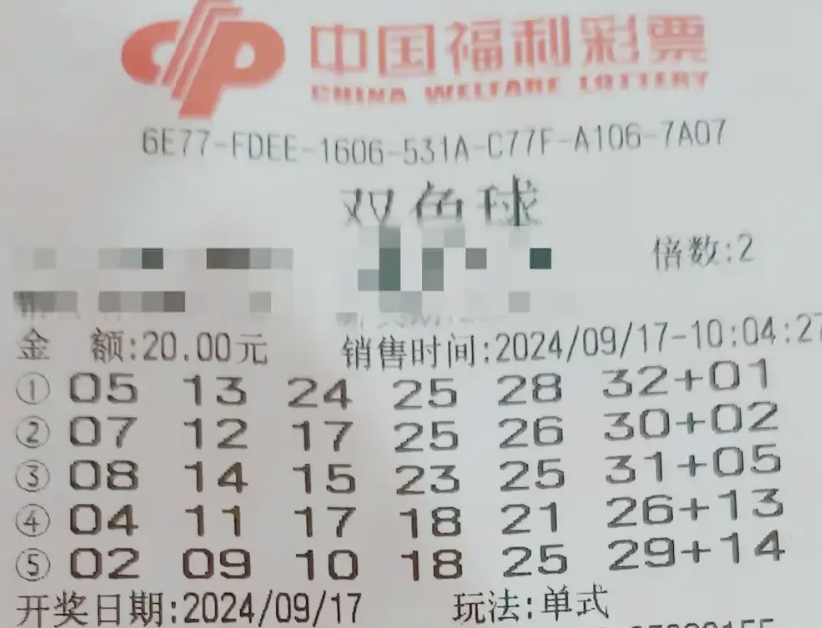 中国福利彩票
CHINA WELFARE LOTTERY
6E77-FDEE-1606-531A-C77F-A106-7A07
双色球
倍数:2
金 额:20.00元 销售时间:2024/09/17-10:04:27
① 05 13 24 25 28 32+01
② 07 12 17 25 26 30+02
③ 08 14 15 23 25 31+05
④ 04 11 17 18 21 26+13
⑤ 02 09 10 18 25 29+14
开奖日期:2024/09/17 玩法:单式